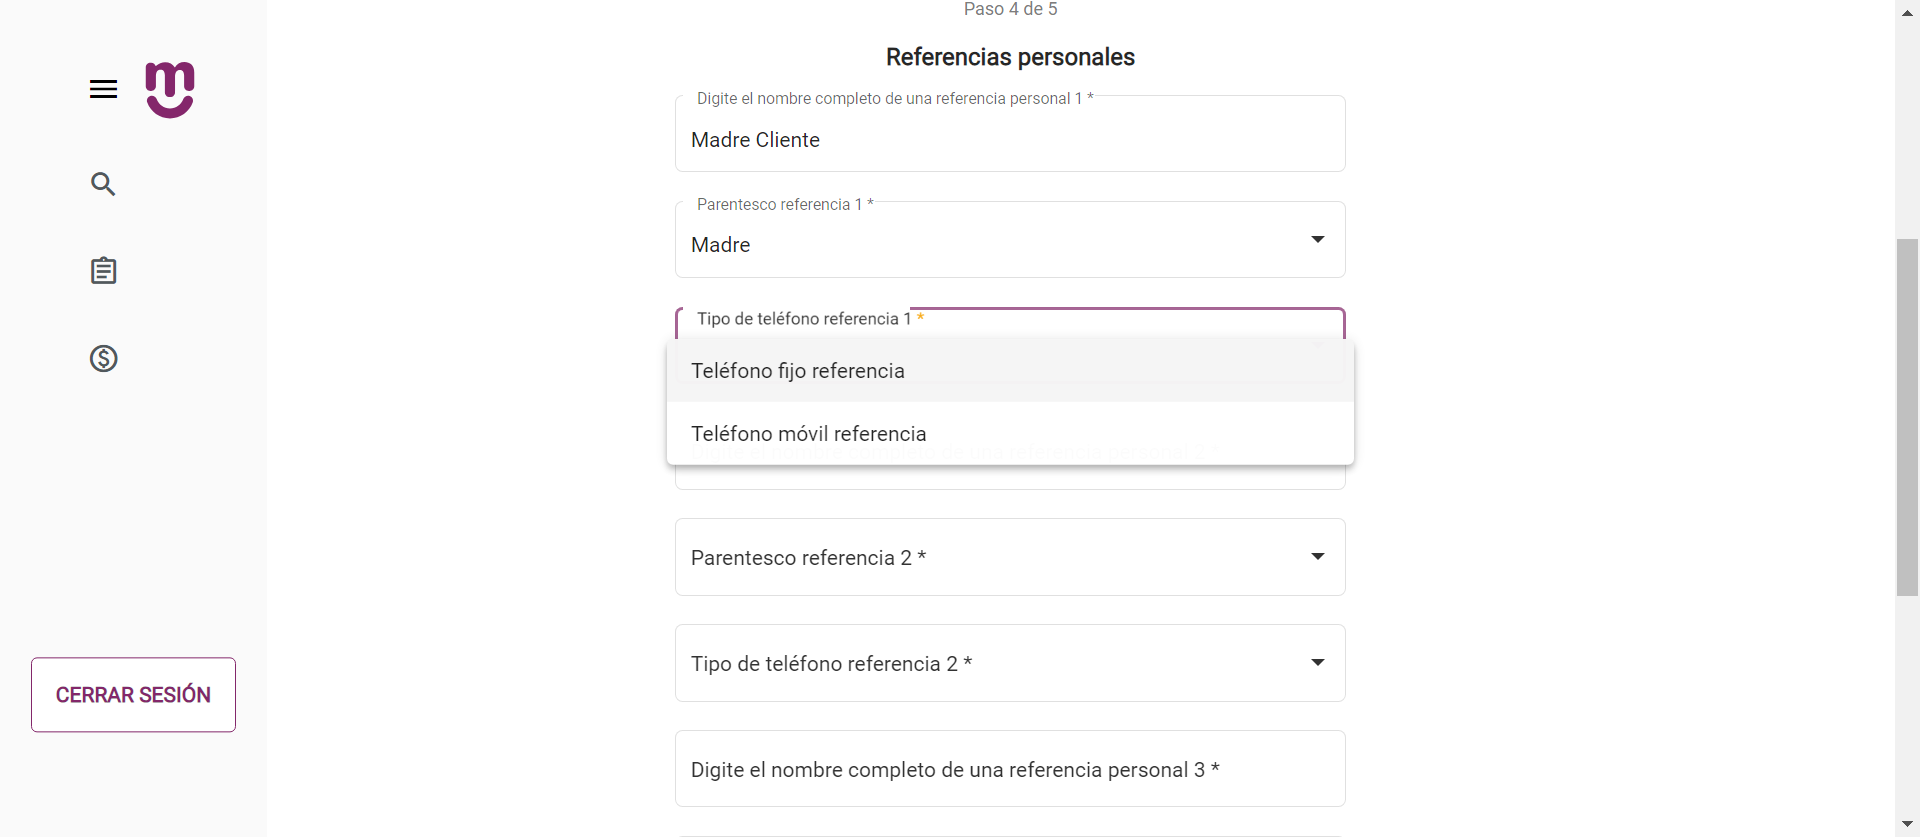 Paso 4 de 5
Referencias personales
Digite el nombre completo de una referencia personal 1 *
Madre Cliente
Parentesco referencia 1 *
Madre
Tipo de teléfono referencia 1 *
Teléfono fijo referencia
Teléfono móvil referencia
Parentesco referencia 2 *
Tipo de teléfono referencia 2 *
Digite el nombre completo de una referencia personal 3 *
CERRAR SESIÓN